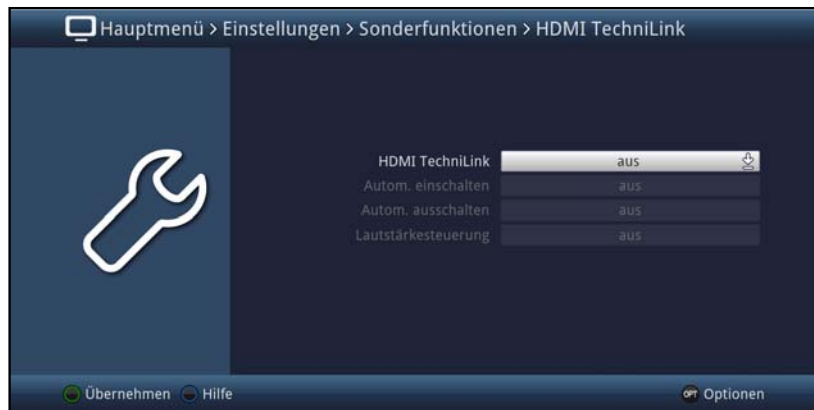 Hauptmenü > Einstellungen > Sonderfunktionen > HDMI TechniLink
HDMI TechniLink aus
Autom. einschalten aus
Autom. ausschalten aus
Lautstärkesteuerung aus
Übernehmen Hilfe OPT Optionen